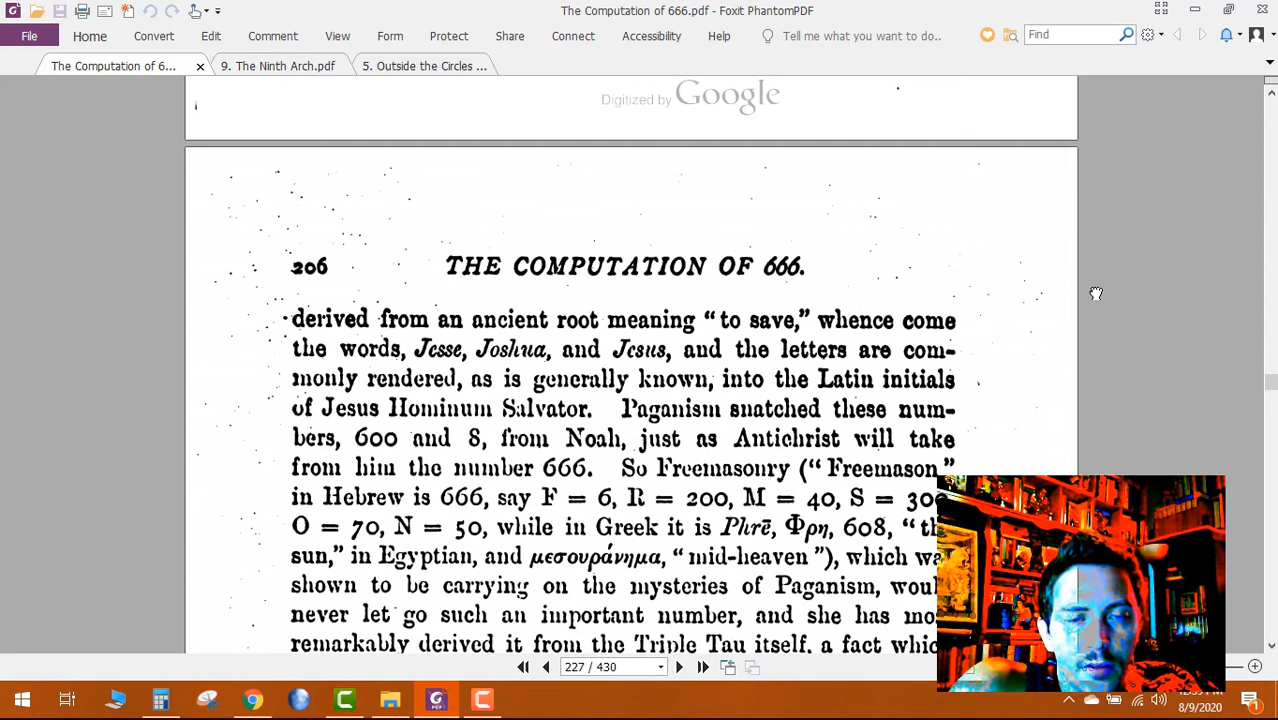 The Computation of 666.pdf - Foxit PhantomPDF
File Home Convert Edit Comment View Form Protect Share Connect Accessibility Help Tell me what you want to do.. Find
The Computation of 6... 9. The Ninth Arch.pdf 5. Outside the Circles ...
Digitized by Google
206 THE COMPUTATION OF 666.
derived from an ancient root meaning “to save,” whence come
the words, Jesse, Joshua, and Jesus, and the letters are com-
monly rendered, as is generally known, into the Latin initials
of Jesus Hominum Salvator. Paganism snatched these num-
bers, 600 and 8, from Noah, just as Antichrist will take
from him the number 666. So Freemasonry (“Freemason”
in Hebrew is 666, say F = 6, R = 200, M = 40, S = 300
O = 70, N = 50, while in Greek it is Phrē, Φρη, 608, “th
sun,” in Egyptian, and μεσουράνημα, “mid-heaven”), which wa
shown to be carrying on the mysteries of Paganism, woul
never let go such an important number, and she has mos
remarkably derived it from the Triple Tau itself, a fact whic
227 / 430
8/9/2020